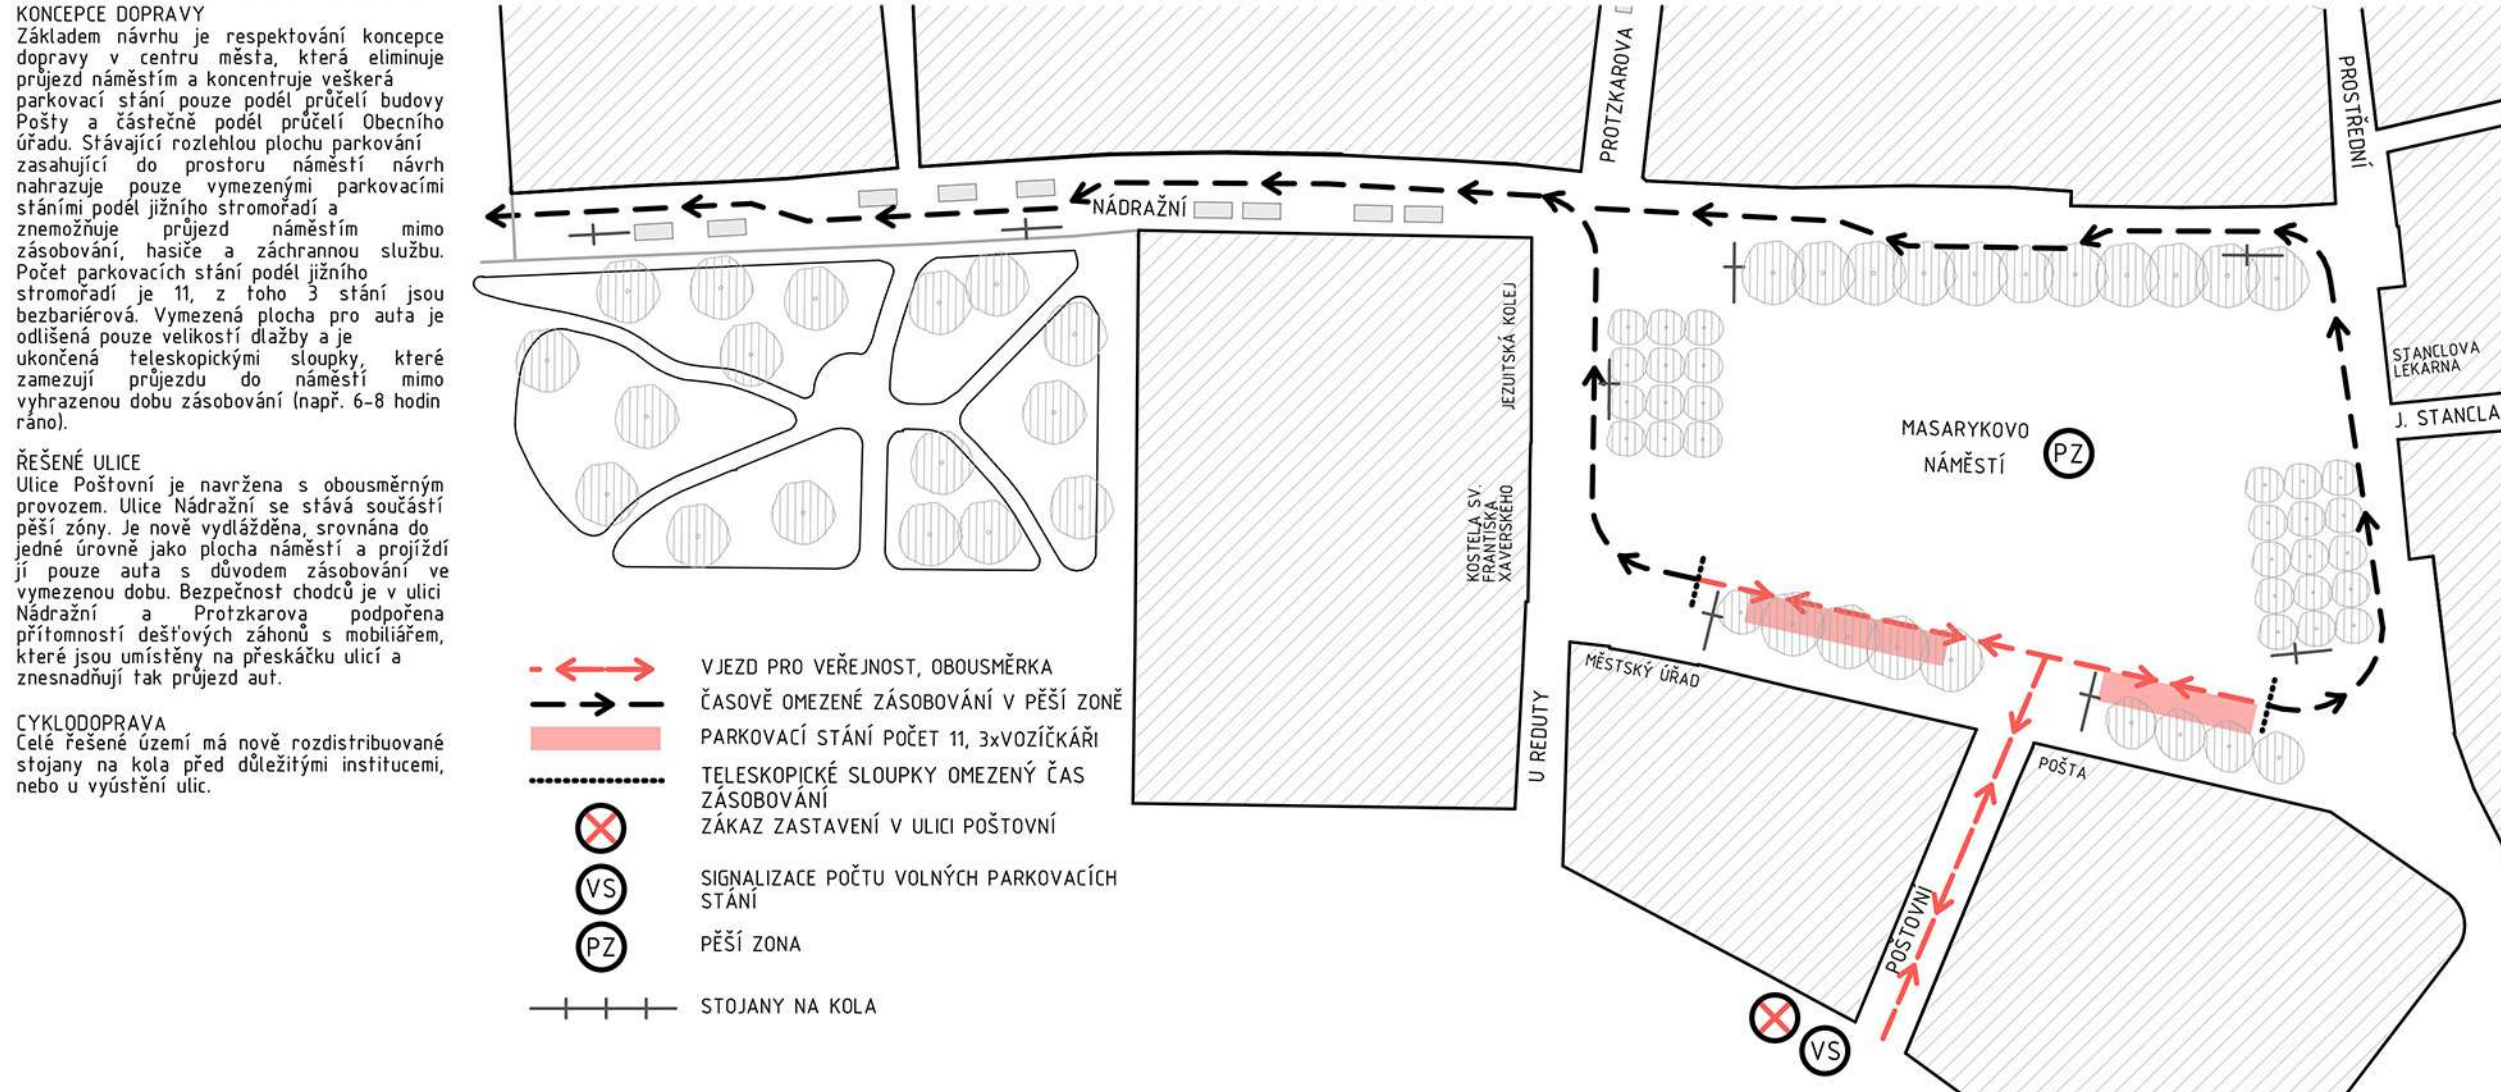 KONCEPCE DOPRAVY
Základem návrhu je respektování koncepce
dopravy v centru města, která eliminuje
průjezd náměstím a koncentruje veškerá
parkovací stání pouze podél průčelí budovy
Pošty a částečně podél průčelí Obecního
úřadu. Stávající rozlehlou plochu parkování
zasahující do prostoru náměstí návrh
nahrazuje pouze vymezenými parkovacími
stáními podél jižního stromořadí a
znemožňuje průjezd náměstím mimo
zásobování, hasiče a záchrannou službu.
Počet parkovacích stání podél jižního
stromořadí je 11, z toho 3 stání jsou
bezbariérová. Vymezená plocha pro auta je
odlišená pouze velikostí dlažby a je
ukončená teleskopickými sloupky, které
zamezují průjezdu do náměstí mimo
vyhrazenou dobu zásobování (např. 6-8 hodin
ráno).
ŘEŠENÉ ULICE
Ulice Poštovní je navržena s obousměrným
provozem. Ulice Nádražní se stává součástí
pěší zóny. Je nově vydlážděna, srovnána do
jedné úrovně jako plocha náměstí a projíždí
jí pouze auta s důvodem zásobování ve
vymezenou dobu. Bezpečnost chodců je v ulici
Nádražní a Protzkarova podpořena
přítomností dešťových záhonů s mobiliářem,
které jsou umístěny na přeskáčku ulicí a
znesnadňují tak průjezd aut.
CYKLODOPRAVA
Celé řešené území má nově rozdistribuované
stojany na kola před důležitými institucemi,
nebo u vyústění ulic.
VJEZD PRO VEŘEJNOST, OBOUSMĚRKA
ČASOVĚ OMEZENÉ ZÁSOBOVÁNÍ V PĚŠÍ ZONĚ
PARKOVACÍ STÁNÍ POČET 11, 3xVOZÍČKÁŘI
TELESKOPICKÉ SLOUPKY OMEZENÝ ČAS
ZÁSOBOVÁNÍ
ZÁKAZ ZASTAVENÍ V ULICI POŠTOVNÍ
VS
SIGNALIZACE POČTU VOLNÝCH PARKOVACÍCH
STÁNÍ
PZ
PĚŠÍ ZONA
STOJANY NA KOLA
NÁDRAŽNÍ
PROTZKAROVA
PROSTŘEDNÍ
JEZUITSKÁ KOLEJ
KOSTELA SV.
FRANTIŠKA
XAVERSKÉHO
MASARYKOVO
NÁMĚSTÍ
PZ
STANCLOVA
LÉKÁRNA
J. STANCLA
MĚSTSKÝ ÚŘAD
U REDUTY
POŠTA
POŠTOVNÍ
VS